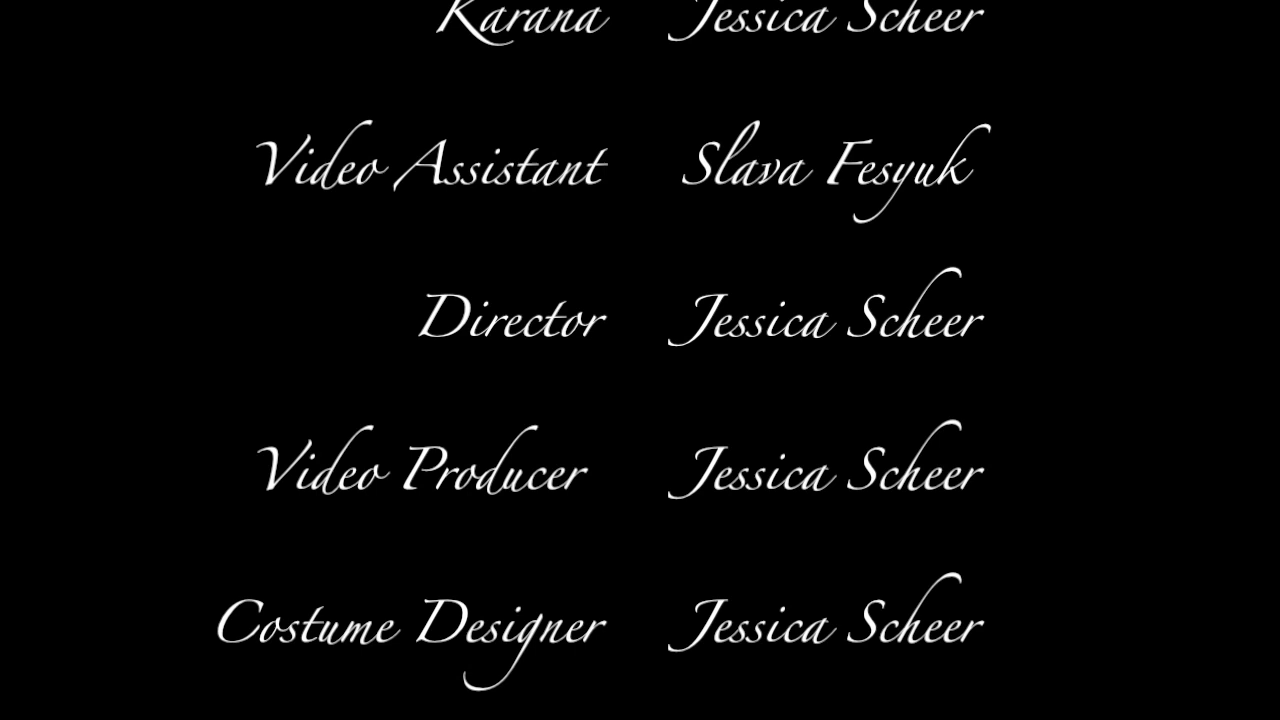 Karana Jessica Scheer
Video Assistant Slava Fesyuk
Director Jessica Scheer
Video Producer Jessica Scheer
Costume Designer Jessica Scheer